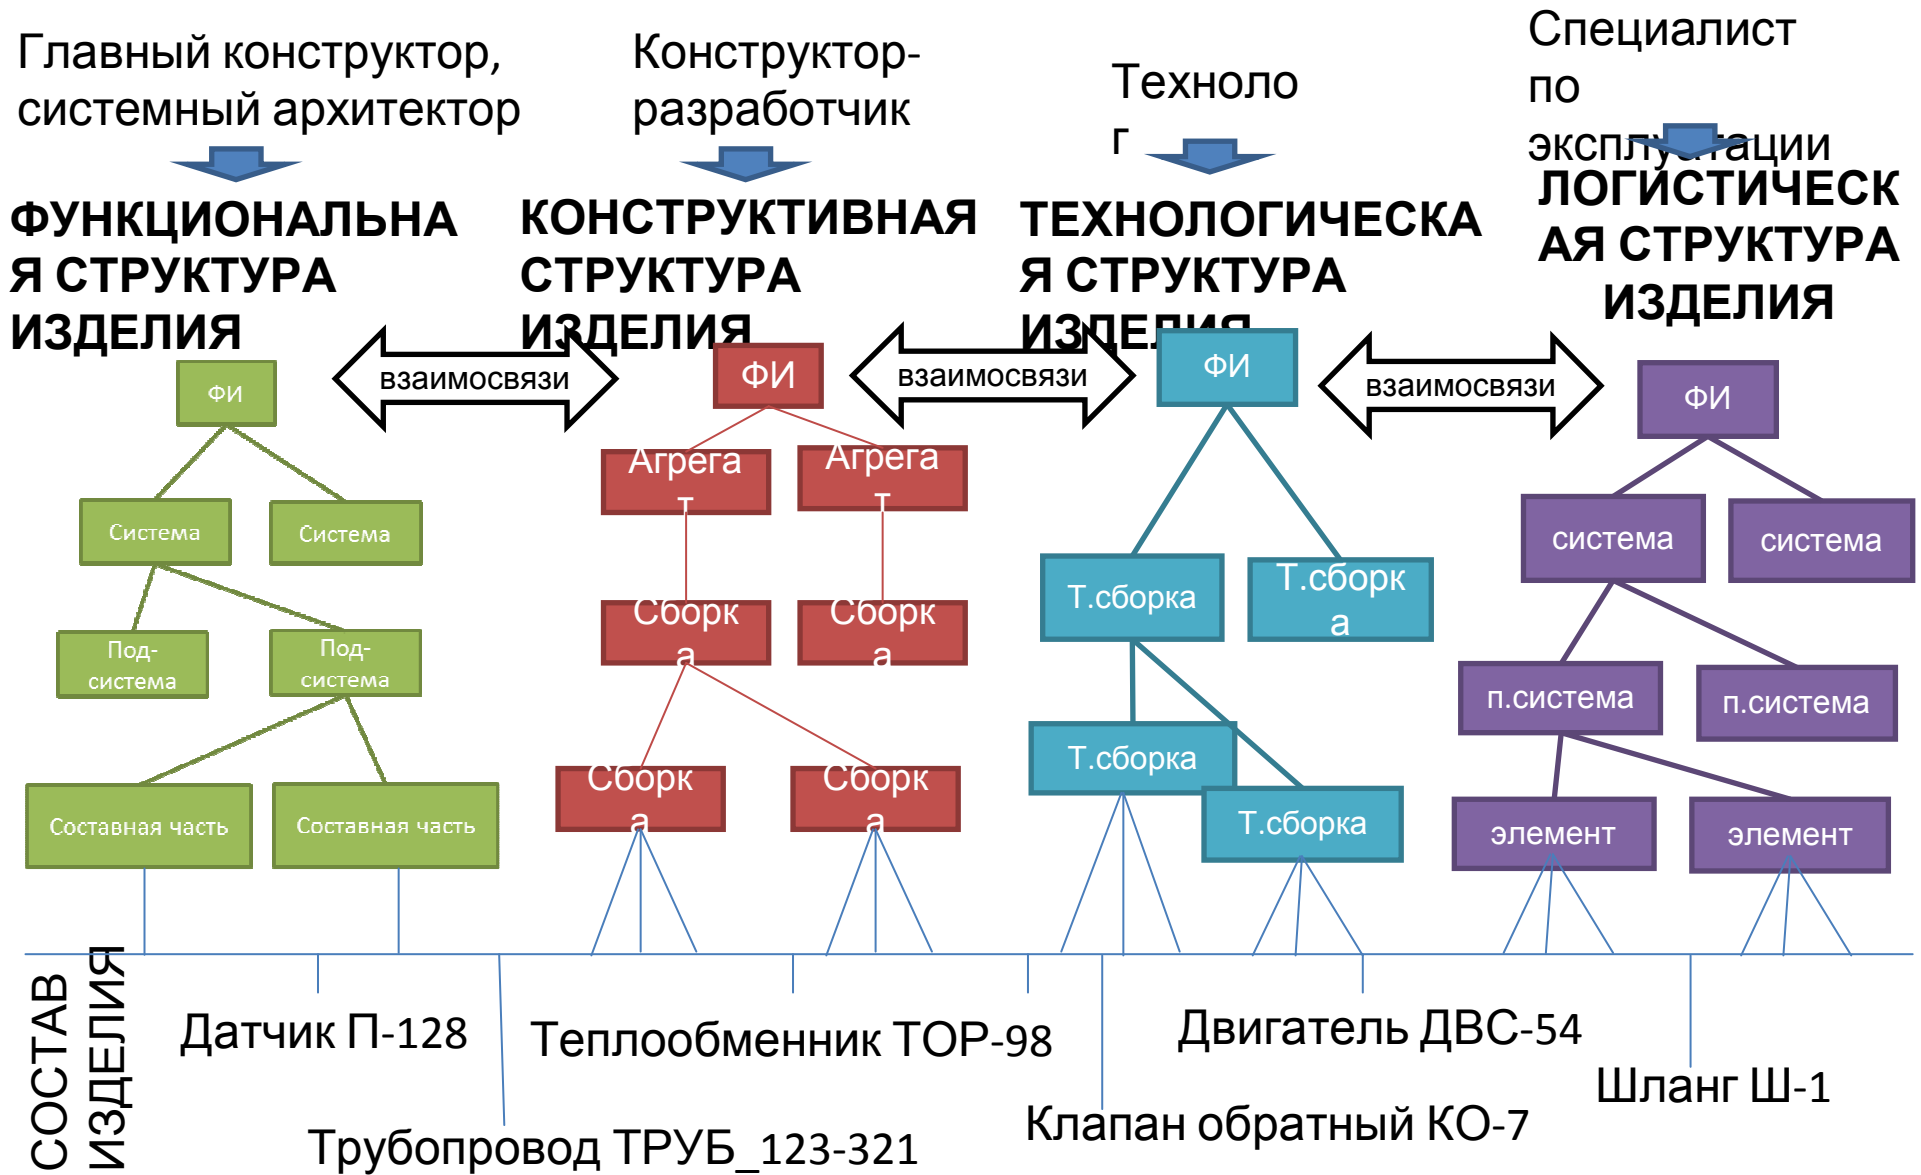 Главный конструктор,
системный архитектор
Конструктор-
разработчик
Техноло
г
Специалист
по
эксплуатации
ФУНКЦИОНАЛЬНА
Я СТРУКТУРА
ИЗДЕЛИЯ
КОНСТРУКТИВНАЯ
СТРУКТУРА
ИЗДЕЛИЯ
ТЕХНОЛОГИЧЕСКА
Я СТРУКТУРА
ИЗДЕЛИЯ
ЛОГИСТИЧЕСК
АЯ СТРУКТУРА
ИЗДЕЛИЯ
взаимосвязи
взаимосвязи
взаимосвязи
ФИ
Система
Система
Под-
система
Под-
система
Составная часть
Составная часть
ФИ
Агрега
т
Агрега
т
Сборк
а
Сборк
а
Сборк
а
Сборк
а
ФИ
Т.сборка
Т.сборк
а
Т.сборка
Т.сборка
ФИ
система
система
п.система
п.система
элемент
элемент
СОСТАВ
ИЗДЕЛИЯ
Датчик П-128
Теплообменник ТОР-98
Двигатель ДВС-54
Шланг Ш-1
Трубопровод ТРУБ_123-321
Клапан обратный КО-7